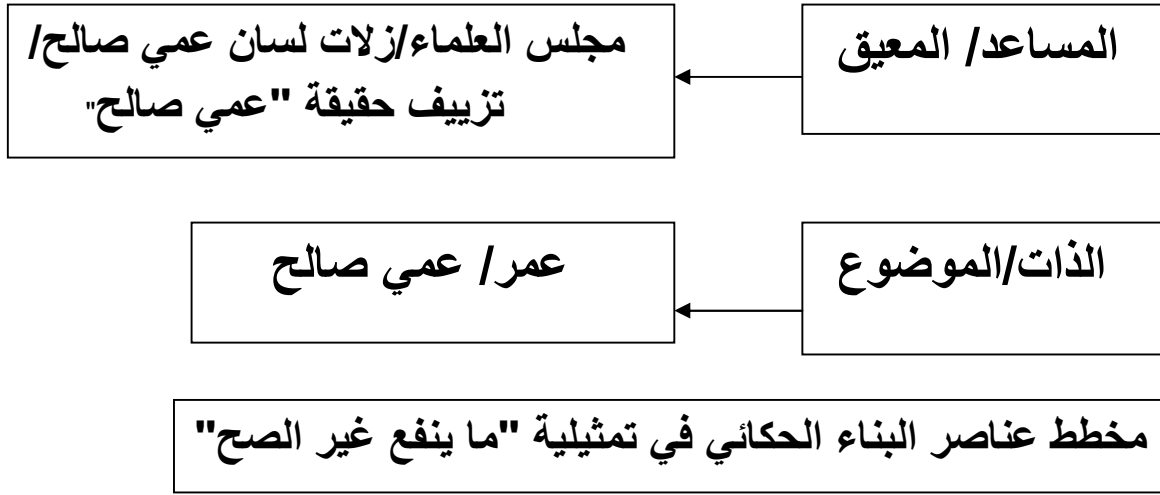 المساعد/ المعيق
مجلس العلماء/زلات لسان عمي صالح/
تزييف حقيقة "عمي صالح"
الذات/الموضوع
عمر/ عمي صالح
مخطط عناصر البناء الحكائي في تمثيلية "ما ينفع غير الصح"